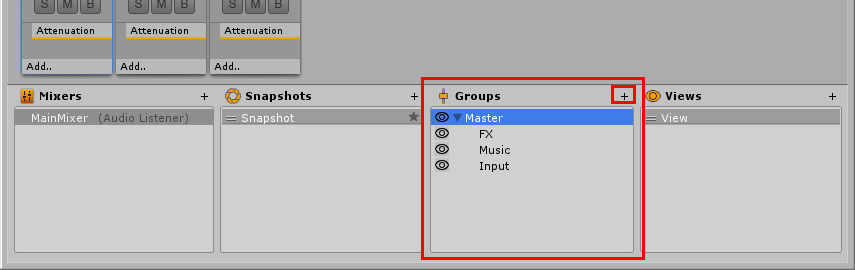 S M B S M B S M B
Attenuation Attenuation Attenuation
Add.. Add.. Add..
Mixers + Snapshots + Groups + Views +
MainMixer (Audio Listener) Snapshot Master View
FX
Music
Input